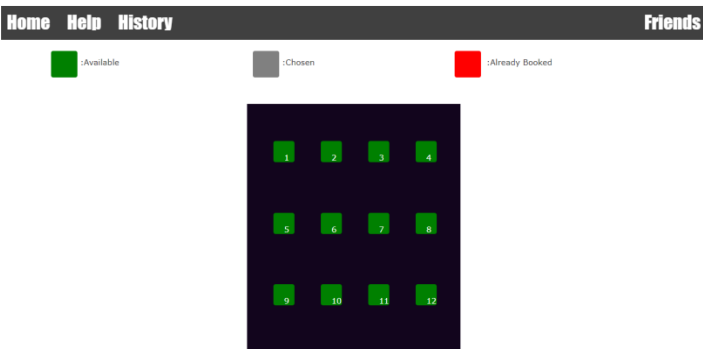 Home Help History Friends
:Available :Chosen :Already Booked
1 2 3 4
5 6 7 8
9 10 11 12